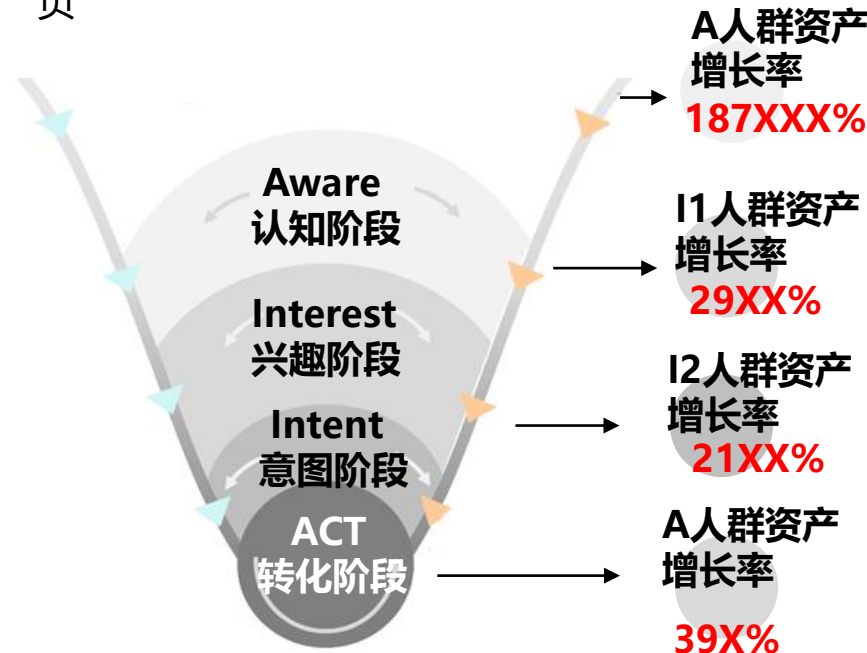 页
Aware
认知阶段
Interest
兴趣阶段
Intent
意图阶段
ACT
转化阶段
A人群资产
增长率
187XXX%
I1人群资产
增长率
29XX%
I2人群资产
增长率
21XX%
A人群资产
增长率
39X%